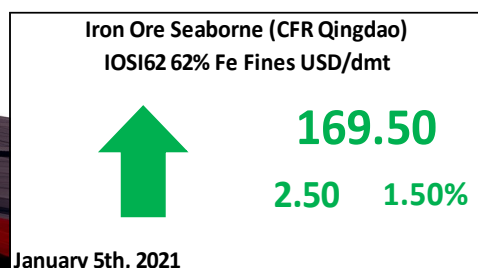 Iron Ore Seaborne (CFR Qingdao)
IOSI62 62% Fe Fines USD/dmt
169.50
2.50 1.50%
January 5th, 2021